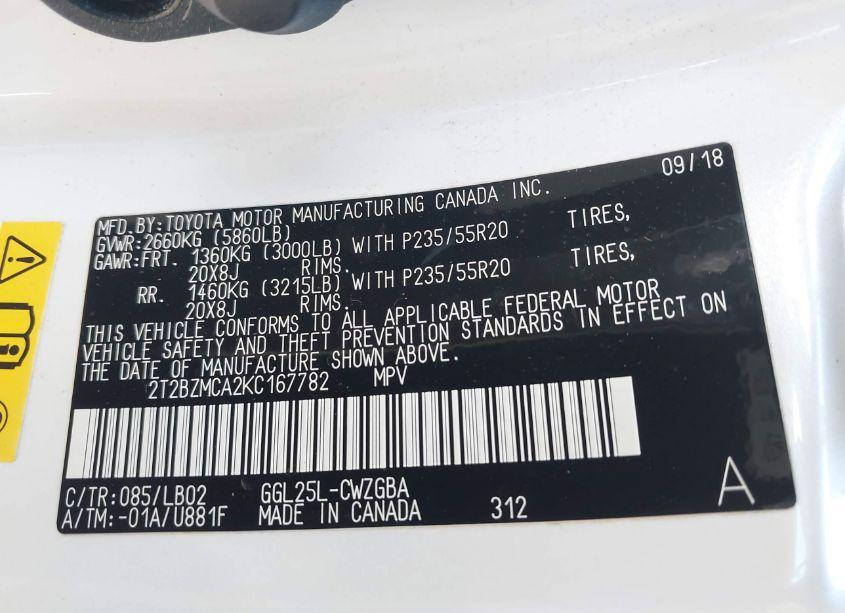 09/18
MFD.BY:TOYOTA MOTOR MANUFACTURING CANADA INC.
GVWR:2660KG (5860LB)
GAWR:FRT. 1360KG (3000LB) WITH P235/55R20 TIRES,
20X8J RIMS.
RR. 1460KG (3215LB) WITH P235/55R20 TIRES,
20X8J RIMS.
THIS VEHICLE CONFORMS TO ALL APPLICABLE FEDERAL MOTOR
VEHICLE SAFETY AND THEFT PREVENTION STANDARDS IN EFFECT ON
THE DATE OF MANUFACTURE SHOWN ABOVE.
2T2BZMCA2KC167782 MPV
C/TR:085/LB02 GGL25L-CWZGBA
A/TM:-01A/U881F MADE IN CANADA 312
A